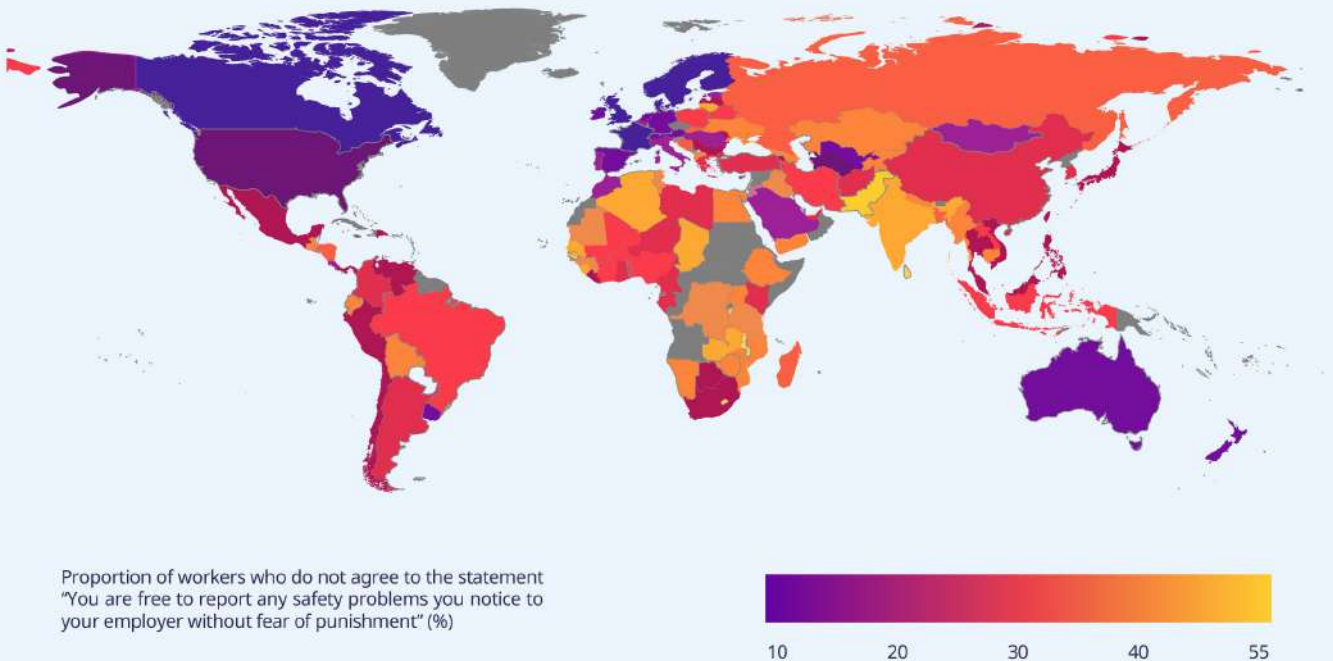 Proportion of workers who do not agree to the statement
“You are free to report any safety problems you notice to
your employer without fear of punishment” (%)
10 20 30 40 55